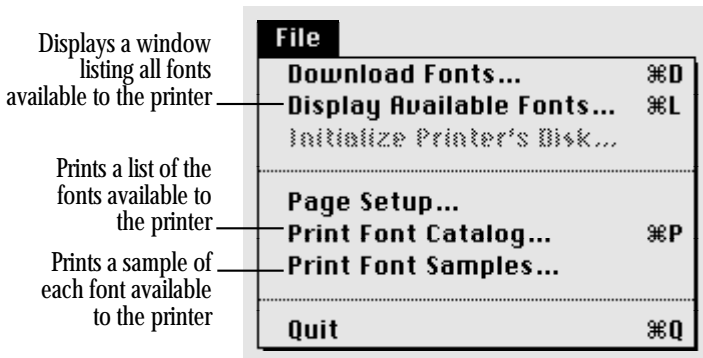 Displays a window
listing all fonts
available to the printer
Prints a list of the
fonts available to
the printer
Prints a sample of
each font available
to the printer
File
Download Fonts... ⌘D
Display Available Fonts... ⌘L
Initialize Printer's Disk...
Page Setup...
Print Font Catalog... ⌘P
Print Font Samples...
Quit ⌘Q